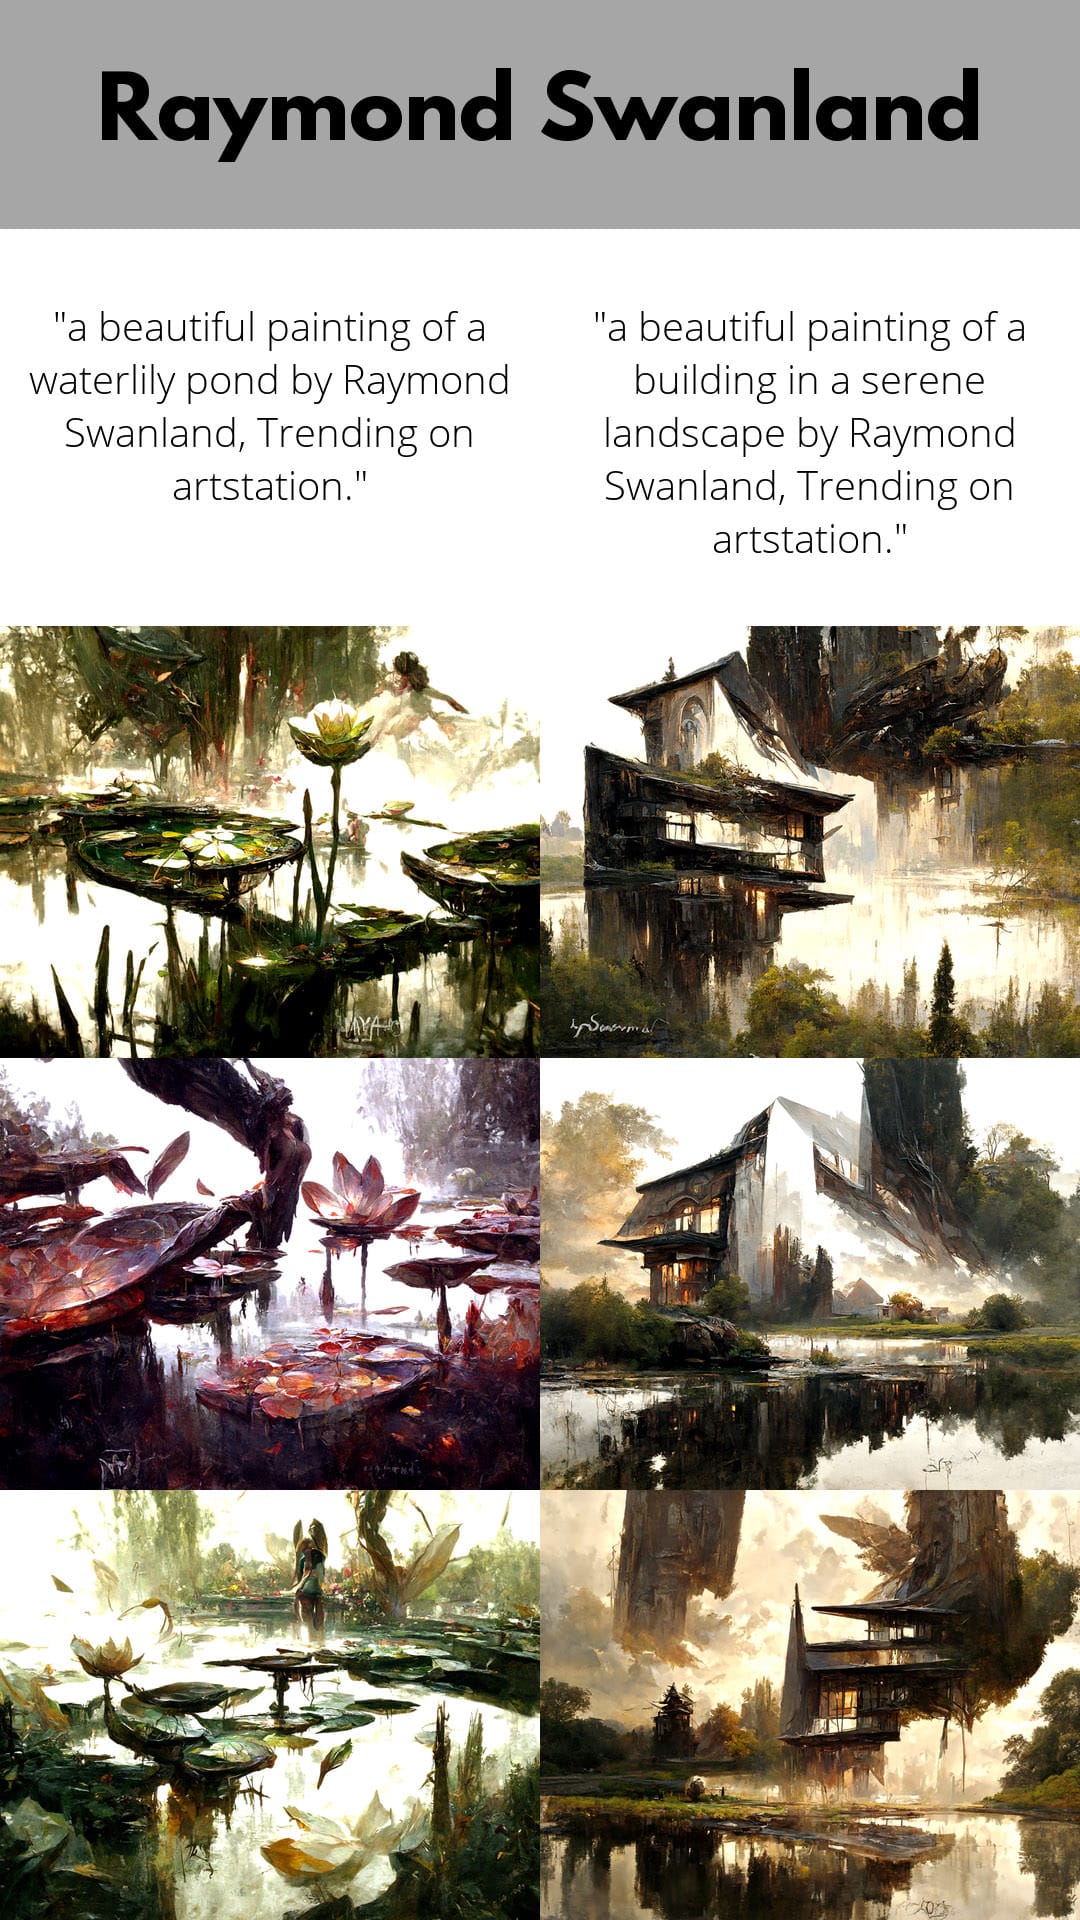 Raymond Swanland
"a beautiful painting of a
waterlily pond by Raymond
Swanland, Trending on
artstation."
"a beautiful painting of a
building in a serene
landscape by Raymond
Swanland, Trending on
artstation."